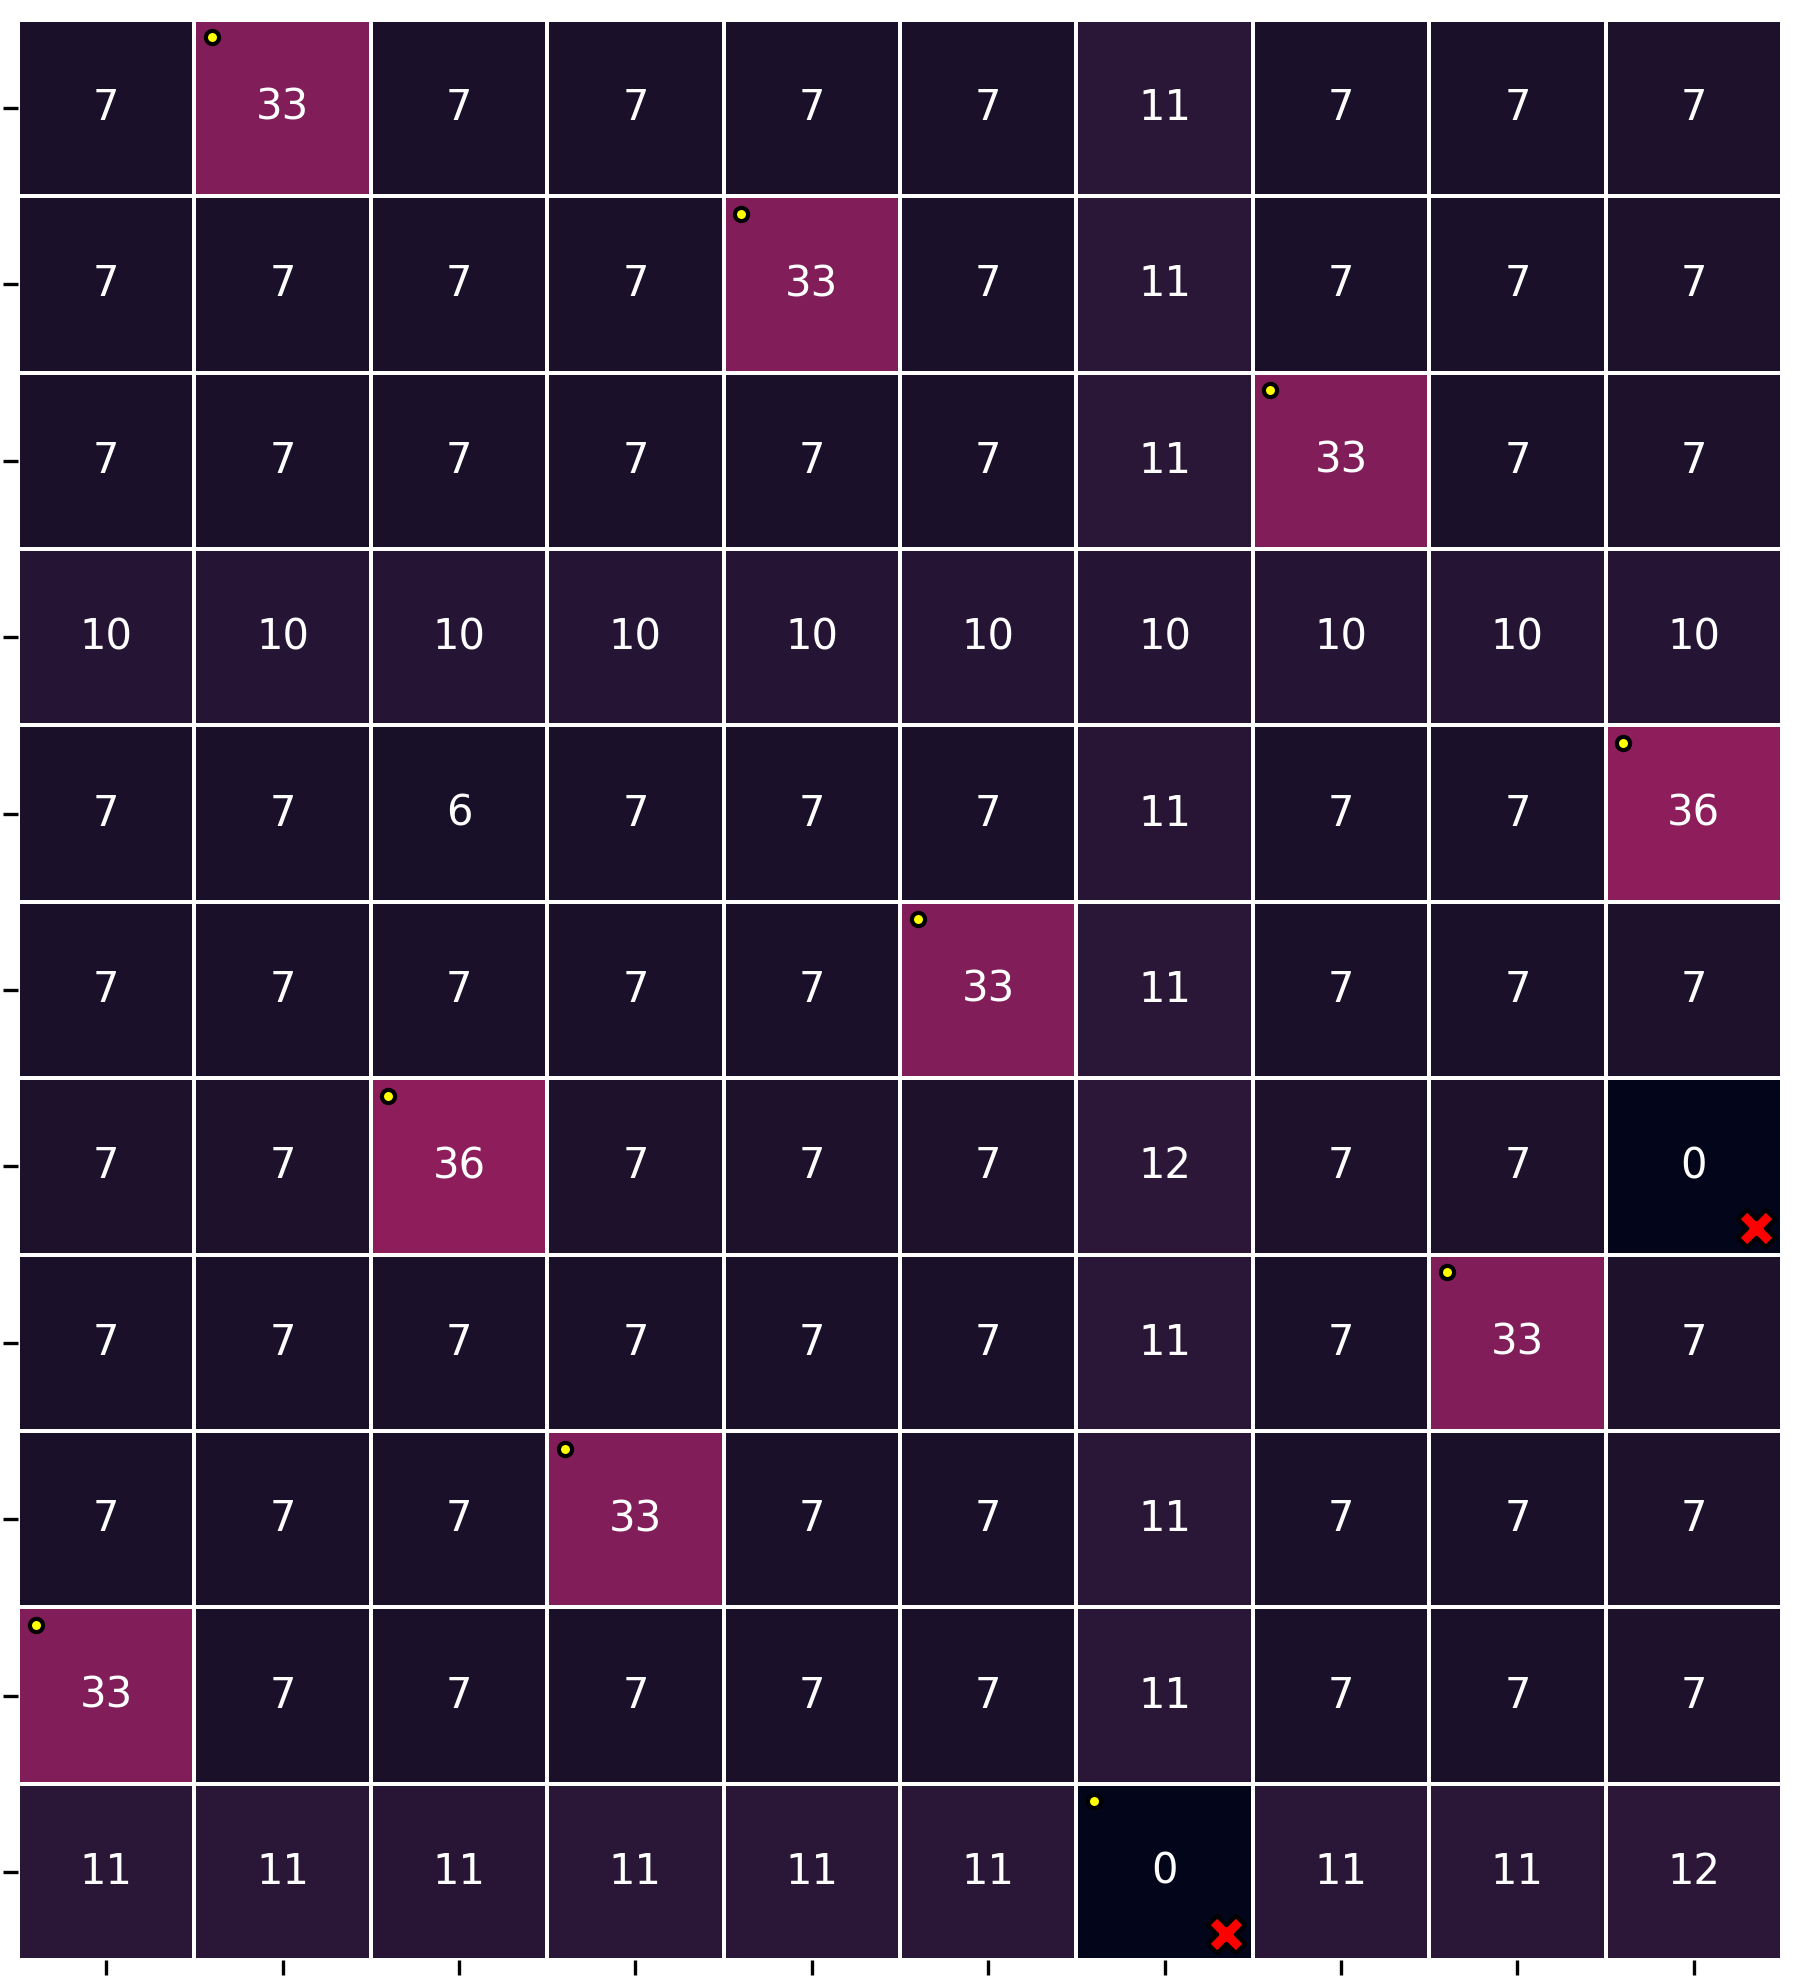 7 33 7 7 7 7 11 7 7 7
7 7 7 7 33 7 11 7 7 7
7 7 7 7 7 7 11 33 7 7
10 10 10 10 10 10 10 10 10 10
7 7 6 7 7 7 11 7 7 36
7 7 7 7 7 33 11 7 7 7
7 7 36 7 7 7 12 7 7 0
7 7 7 7 7 7 11 7 33 7
7 7 7 33 7 7 11 7 7 7
33 7 7 7 7 7 11 7 7 7
11 11 11 11 11 11 0 11 11 12